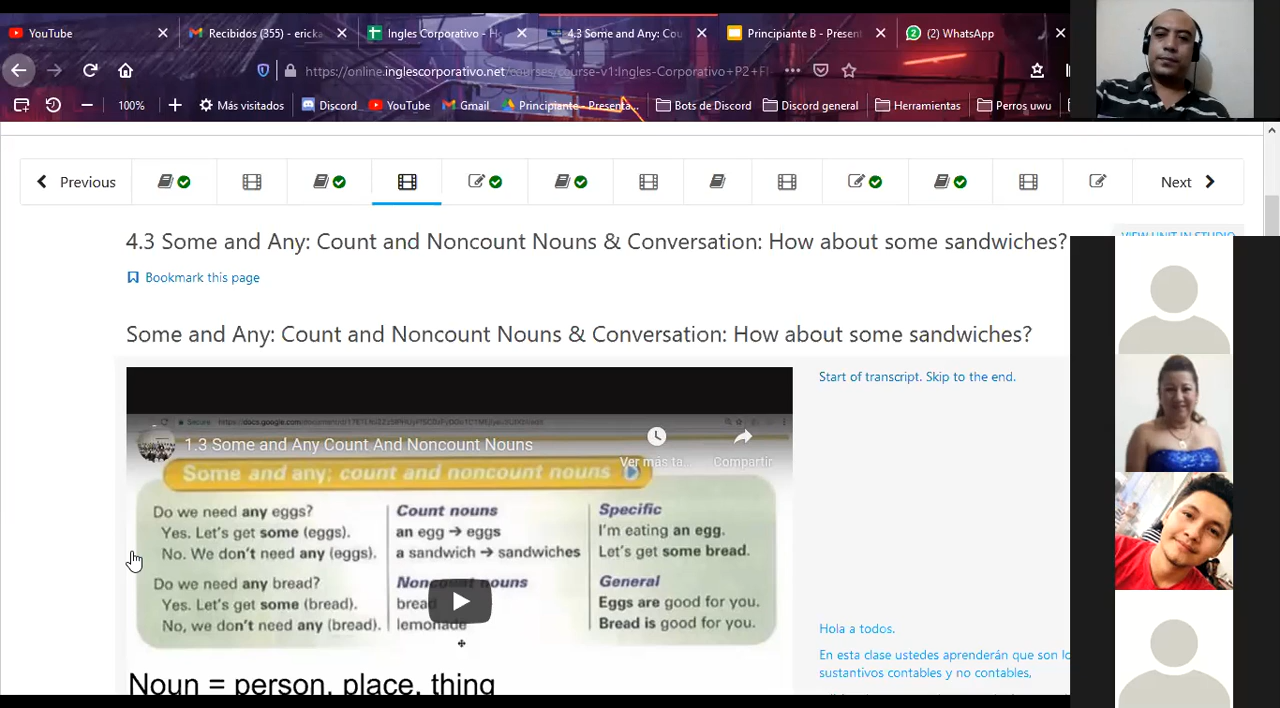 YouTube
Recibidos (355) - ericka
Ingles Corporativo - Ho
4.3 Some and Any: Cou
Principiante B - Present
(2) WhatsApp
https://online.inglescorporativo.net/courses/course-v1:Ingles-Corporativo+P2+FI
100%
Más visitados
Discord
YouTube
Gmail
Principiante - Presenta...
Bots de Discord
Discord general
Herramientas
Perros uwu
Previous
Next
4.3 Some and Any: Count and Noncount Nouns & Conversation: How about some sandwiches?
VIEW UNIT IN STUDIO
Bookmark this page
Some and Any: Count and Noncount Nouns & Conversation: How about some sandwiches?
Start of transcript. Skip to the end.
1.3 Some and Any Count And Noncount Nouns
Ver más ta...
Compartir
Some and any; count and noncount nouns
Do we need any eggs?
Yes. Let's get some (eggs).
No. We don't need any (eggs).
Do we need any bread?
Yes. Let's get some (bread).
No, we don't need any (bread).
Count nouns
an egg → eggs
a sandwich → sandwiches
Noncount nouns
bread
lemonade
Specific
I'm eating an egg.
Let's get some bread.
General
Eggs are good for you.
Bread is good for you.
Noun = person, place, thing
Hola a todos.
En esta clase ustedes aprenderán que son lo
sustantivos contables y no contables,